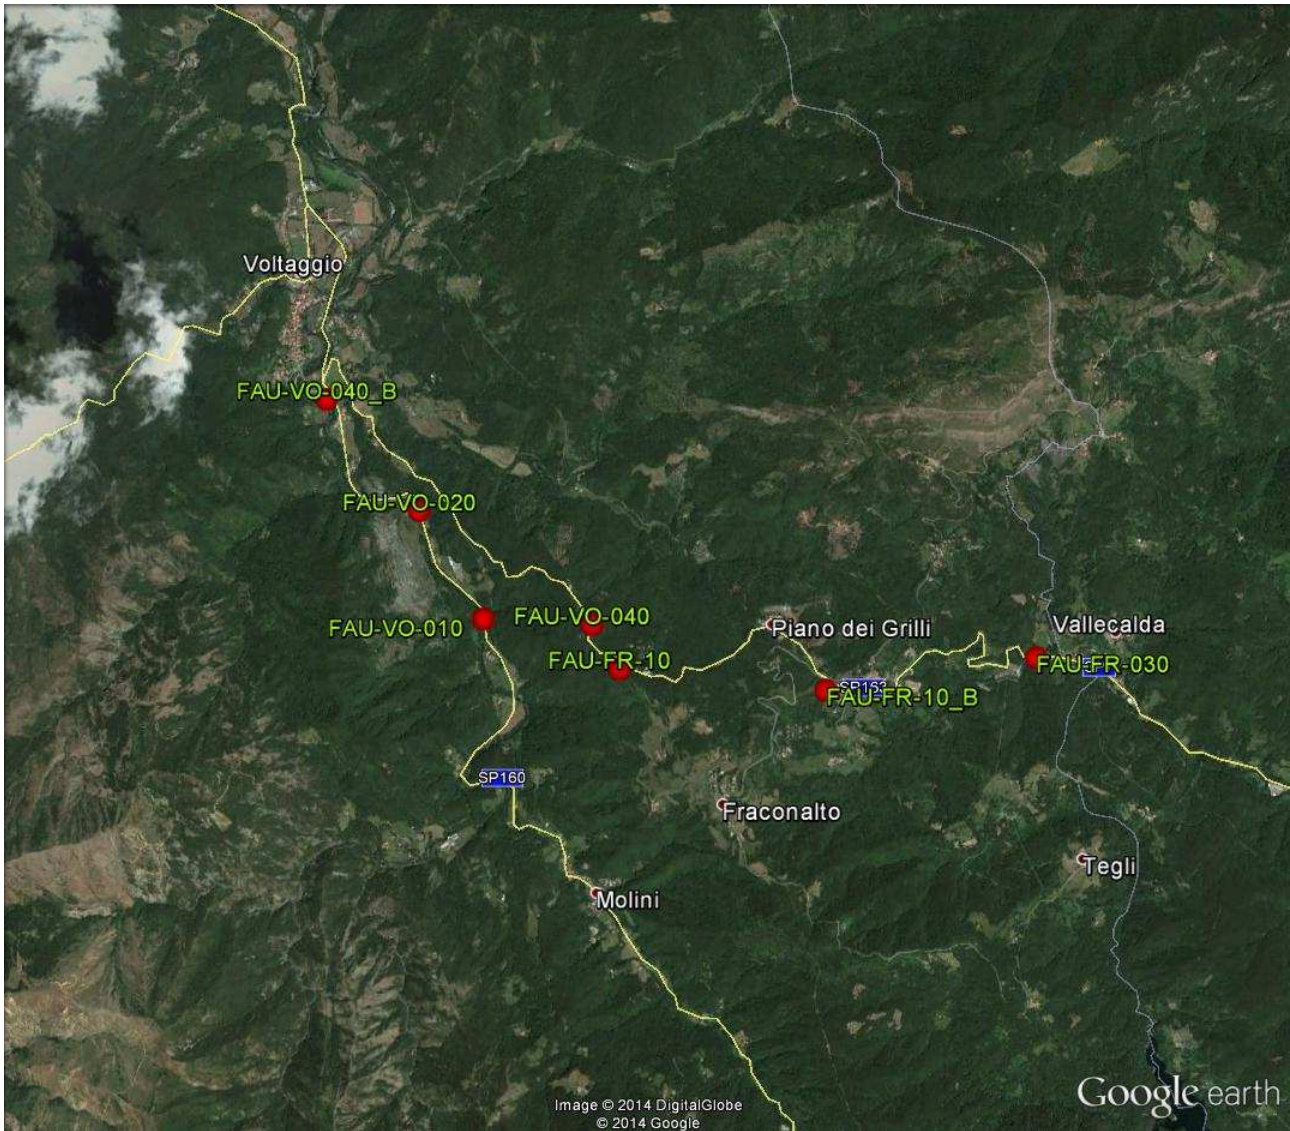 Voltaggio
FAU-VO-040_B
FAU-VO-020
FAU-VO-010
FAU-VO-040
Piano dei Grilli
Vallecalda
FAU-FR-10
FAU-FR-030
FAU-FR-10_B
SP160
Fraconalto
Tegli
Molini
Google earth
Image © 2014 DigitalGlobe
© 2014 Google